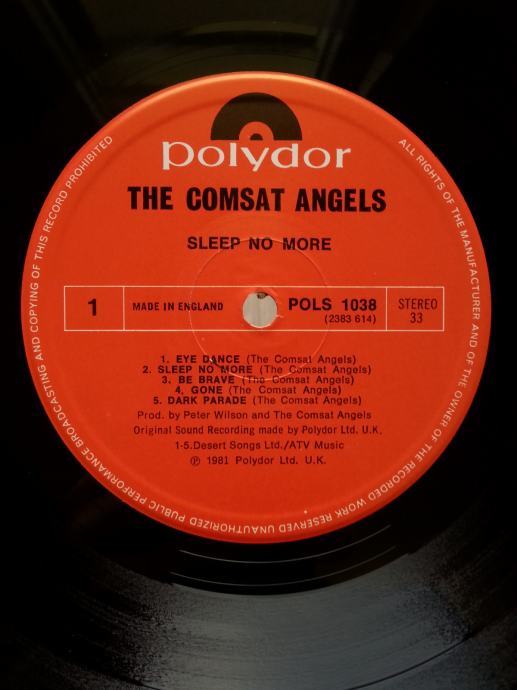 polydor
THE COMSAT ANGELS
SLEEP NO MORE
1
MADE IN ENGLAND
POLS 1038
(2383 614)
STEREO
33
1. EYE DANCE (The Comsat Angels)
2. SLEEP NO MORE (The Comsat Angels)
3. BE BRAVE (The Comsat Angels)
4. GONE (The Comsat Angels)
5. DARK PARADE (The Comsat Angels)
Prod. by Peter Wilson and The Comsat Angels
Original Sound Recording made by Polydor Ltd. U.K.
1-5.Desert Songs Ltd./ATV Music
℗ 1981 Polydor Ltd. U.K.
ALL RIGHTS OF THE MANUFACTURER AND OF THE OWNER OF THE RECORDED WORK RESERVED UNAUTHORIZED PUBLIC PERFORMANCE BROADCASTING AND COPYING OF THIS RECORD PROHIBITED